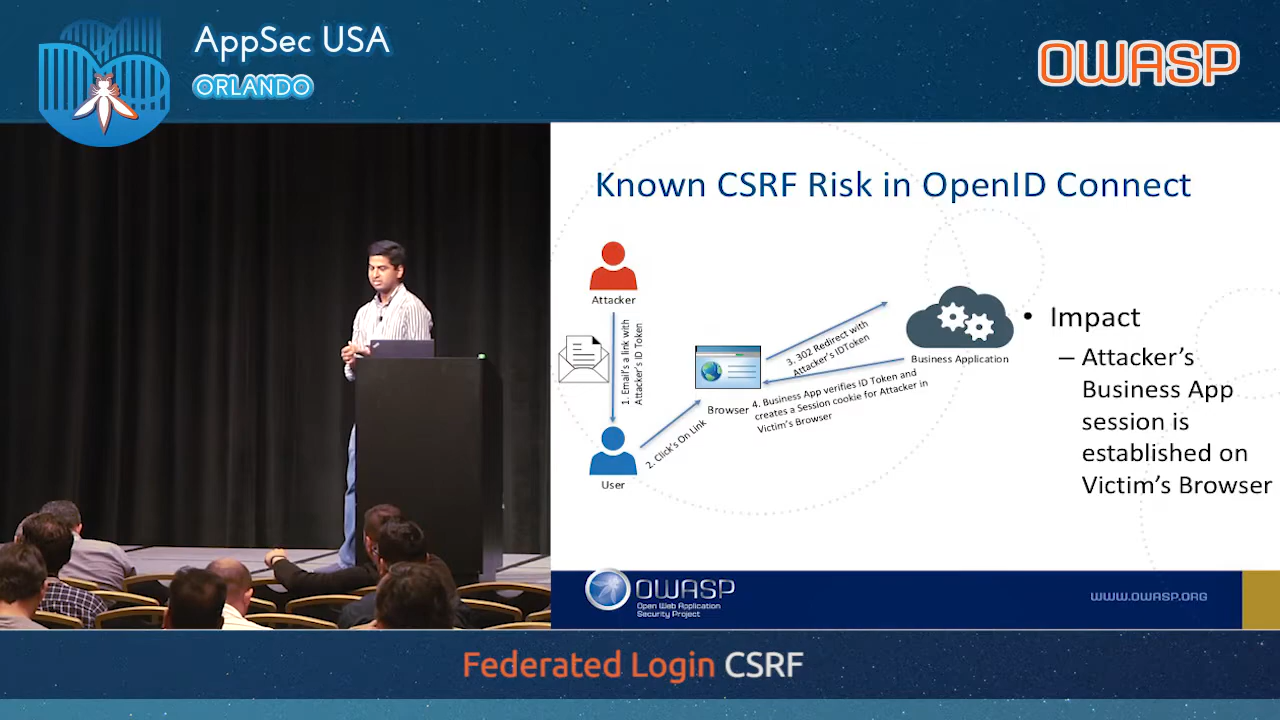 AppSec USA
ORLANDO
OWASP
Known CSRF Risk in OpenID Connect
Attacker
1. Email's a link with
Attacker's ID Token
User
2. Click's On Link
Browser
3. 302 Redirect with
Attacker's IDToken
Business Application
4. Business App verifies ID Token and
creates a Session cookie for Attacker in
Victim's Browser
• Impact
– Attacker's
Business App
session is
established on
Victim's Browser
OWASP
Open Web Application
Security Project
WWW.OWASP.ORG
Federated Login CSRF